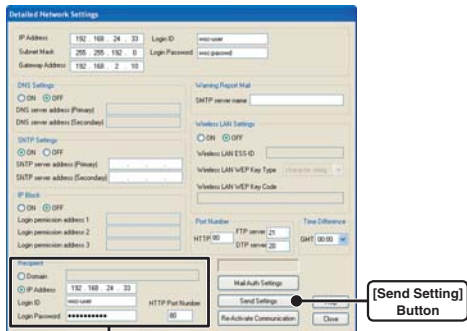 Detailed Network Settings
IP Address 192 . 168 . 24 . 33 Login ID wsz-user
Subnet Mask 255 . 255 . 192 . 0 Login Password
Gateway Address 192 . 168 . 2 . 10
DNS Settings
ON OFF
DNS server address (Primary)
DNS server address (Secondary)
Warning Report Mail
SMTP server name
SNTP Settings
ON OFF
SNTP server address (Primary)
SNTP server address (Secondary)
Wireless LAN Settings
ON OFF
Wireless LAN ESS-ID
Wireless LAN WEP Key Type character string
Wireless LAN WEP Key Code
IP Block
ON OFF
Login permission address 1
Login permission address 2
Login permission address 3
Port Number
HTTP 80 FTP server 21
DTP server 20
Time Difference
GMT 00:00
Recipient
Domain
IP Address 192 . 168 . 24 . 33
Login ID wsz-user HTTP Port Number
Login Password ●●●●●●●●●● 80
Mail Auth Settings
Send Settings
Re-Activate Communication Close
[Send Setting]
Button